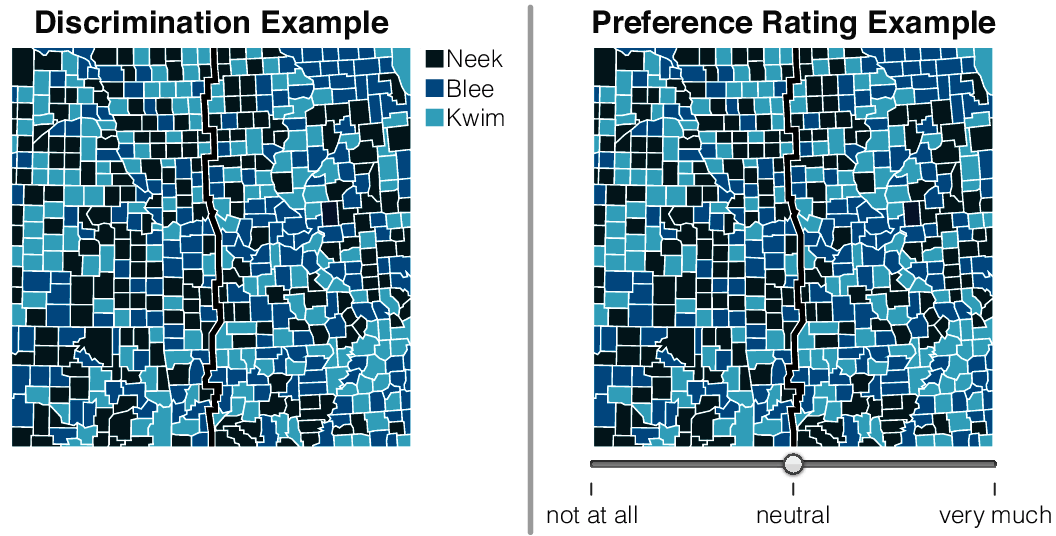 Discrimination Example
Neek
Blee
Kwim
Preference Rating Example
not at all
neutral
very much